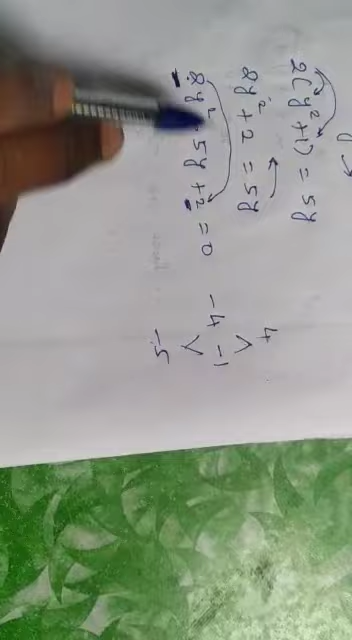 y
2(y²+1) = 5y
2y²+2 = 5y
2y²-5y+2 = 0
4
-4 -1
-5